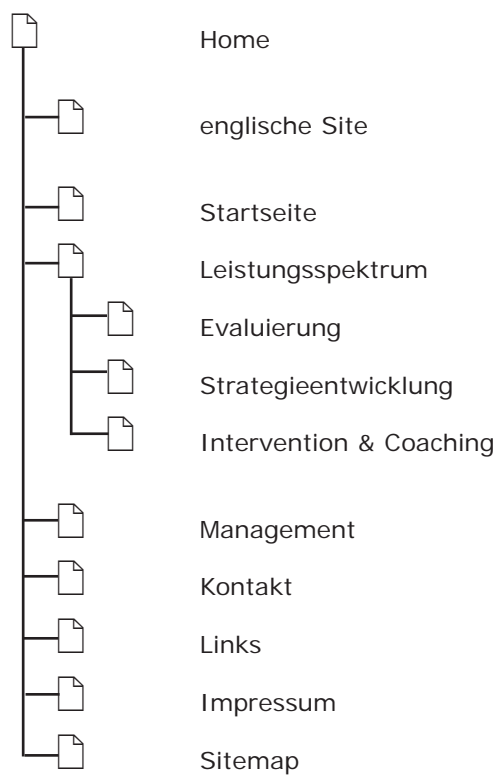 Home
englische Site
Startseite
Leistungsspektrum
Evaluierung
Strategieentwicklung
Intervention & Coaching
Management
Kontakt
Links
Impressum
Sitemap